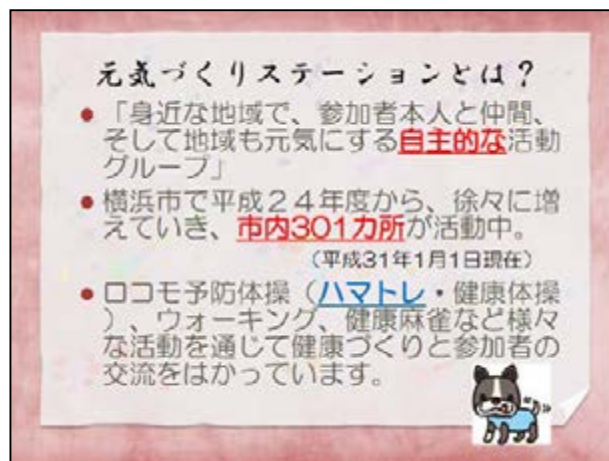 元気づくりステーションとは？
●「身近な地域で、参加者本人と仲間、
そして地域も元気にする自主的な活動
グループ」
●横浜市で平成２４年度から、徐々に増
えていき、市内301カ所が活動中。
（平成31年1月1日現在）
●ロコモ予防体操（ハマトレ・健康体操
）、ウォーキング、健康麻雀など様々
な活動を通じて健康づくりと参加者の
交流をはかっています。